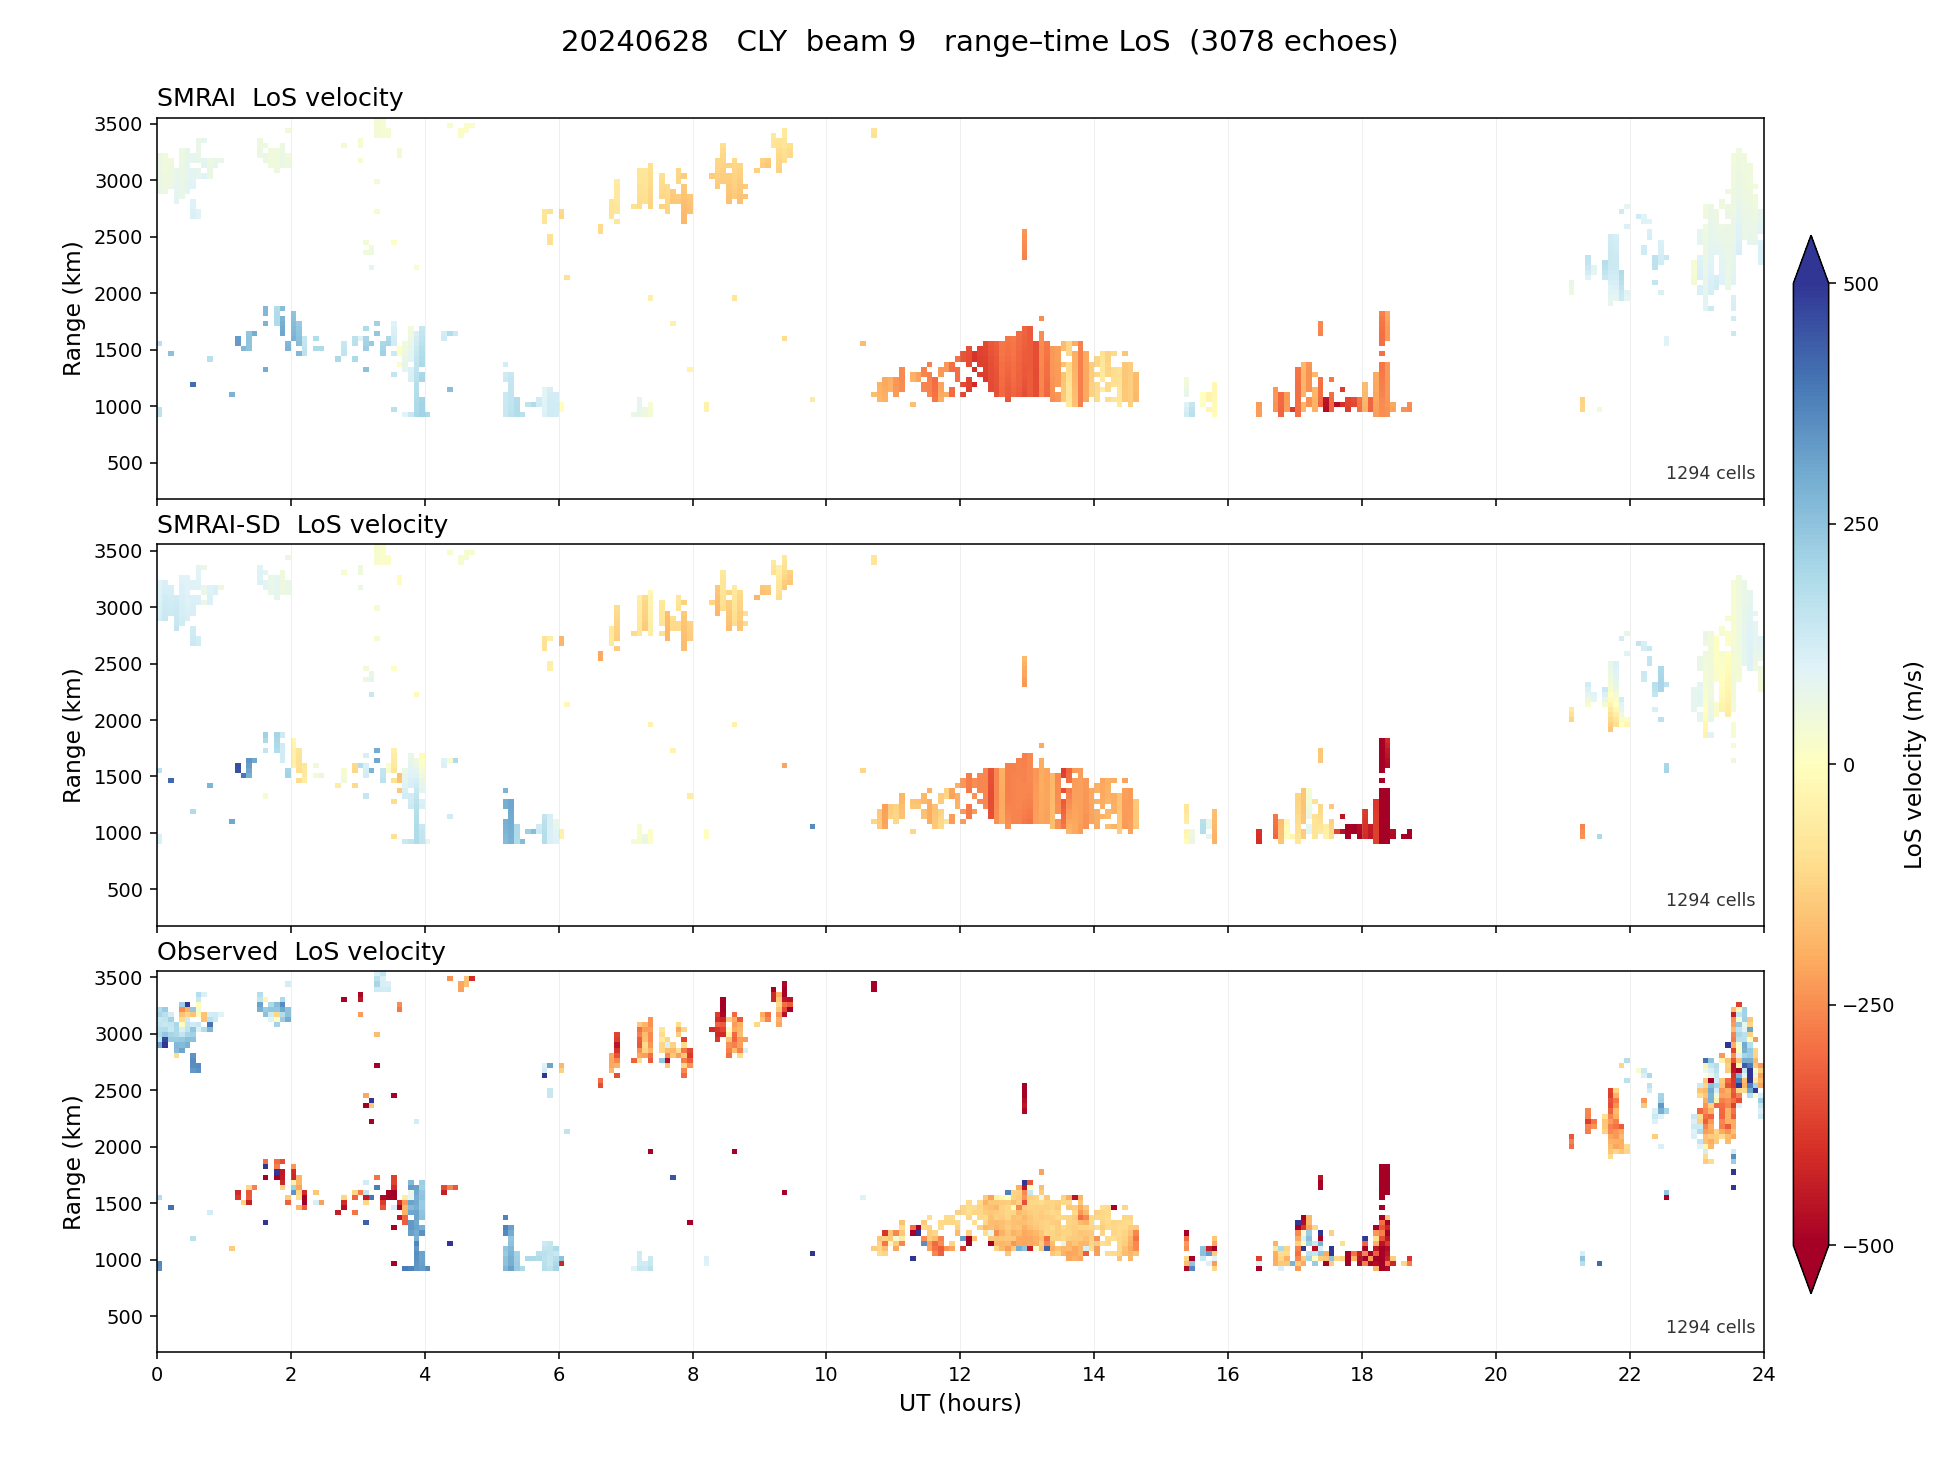 20240628   CLY  beam 9   range–time LoS  (3078 echoes)
SMRAI  LoS velocity
3500
3000
2500
2000
1500
1000
500
Range (km)
1294 cells
SMRAI-SD  LoS velocity
3500
3000
2500
2000
1500
1000
500
Range (km)
1294 cells
Observed  LoS velocity
3500
3000
2500
2000
1500
1000
500
Range (km)
1294 cells
0 2 4 6 8 10 12 14 16 18 20 22 24
UT (hours)
500
250
0
−250
−500
LoS velocity (m/s)